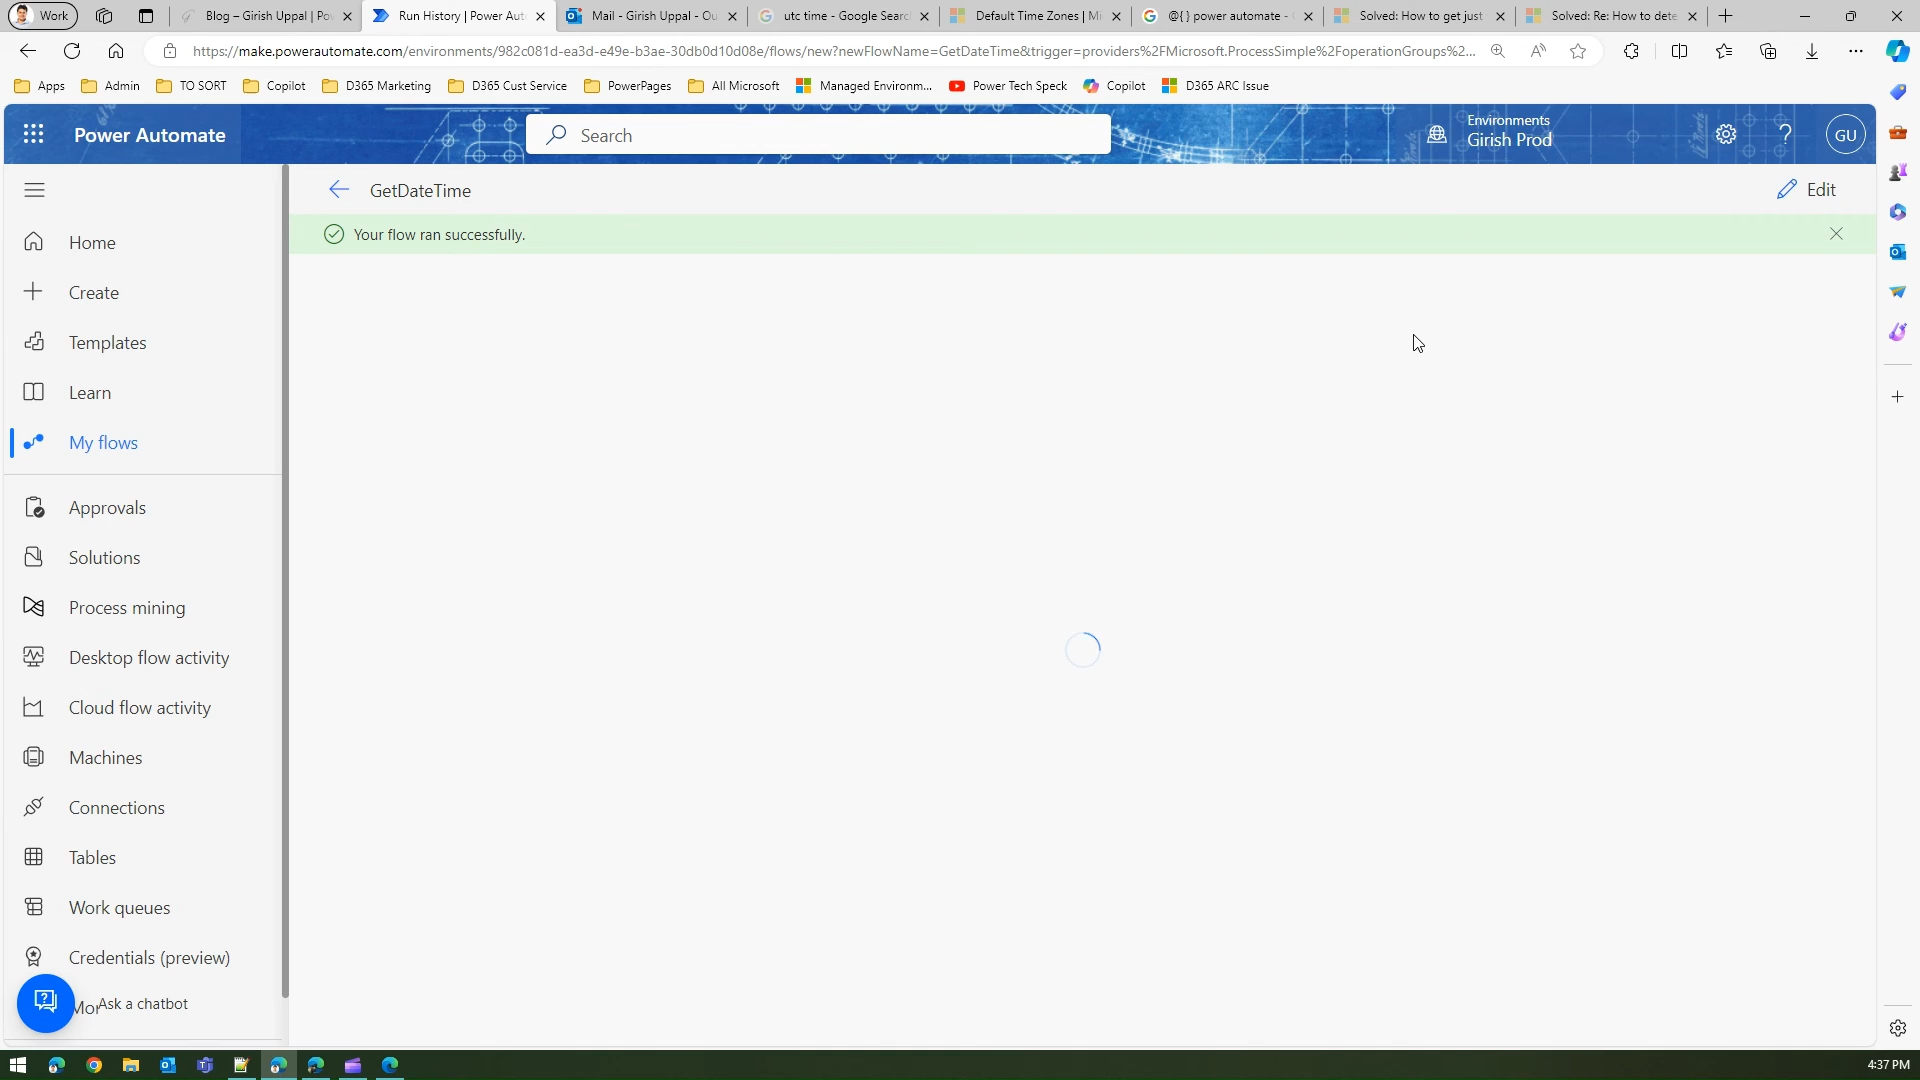 Work
Blog – Girish Uppal | Po
Run History | Power Aut
Mail - Girish Uppal - Ou
utc time - Google Searc
Default Time Zones | Mi
@{ } power automate -
Solved: How to get just
Solved: Re: How to dete
https://make.powerautomate.com/environments/982c081d-ea3d-e49e-b3ae-30db0d10d08e/flows/new?newFlowName=GetDateTime&trigger=providers%2FMicrosoft.ProcessSimple%2FoperationGroups%2...
Apps
Admin
TO SORT
Copilot
D365 Marketing
D365 Cust Service
PowerPages
All Microsoft
Managed Environm...
Power Tech Speck
Copilot
D365 ARC Issue
Power Automate
Search
Environments
Girish Prod
GU
GetDateTime
Edit
Your flow ran successfully.
Home
Create
Templates
Learn
My flows
Approvals
Solutions
Process mining
Desktop flow activity
Cloud flow activity
Machines
Connections
Tables
Work queues
Credentials (preview)
Mor
Ask a chatbot
4:37 PM